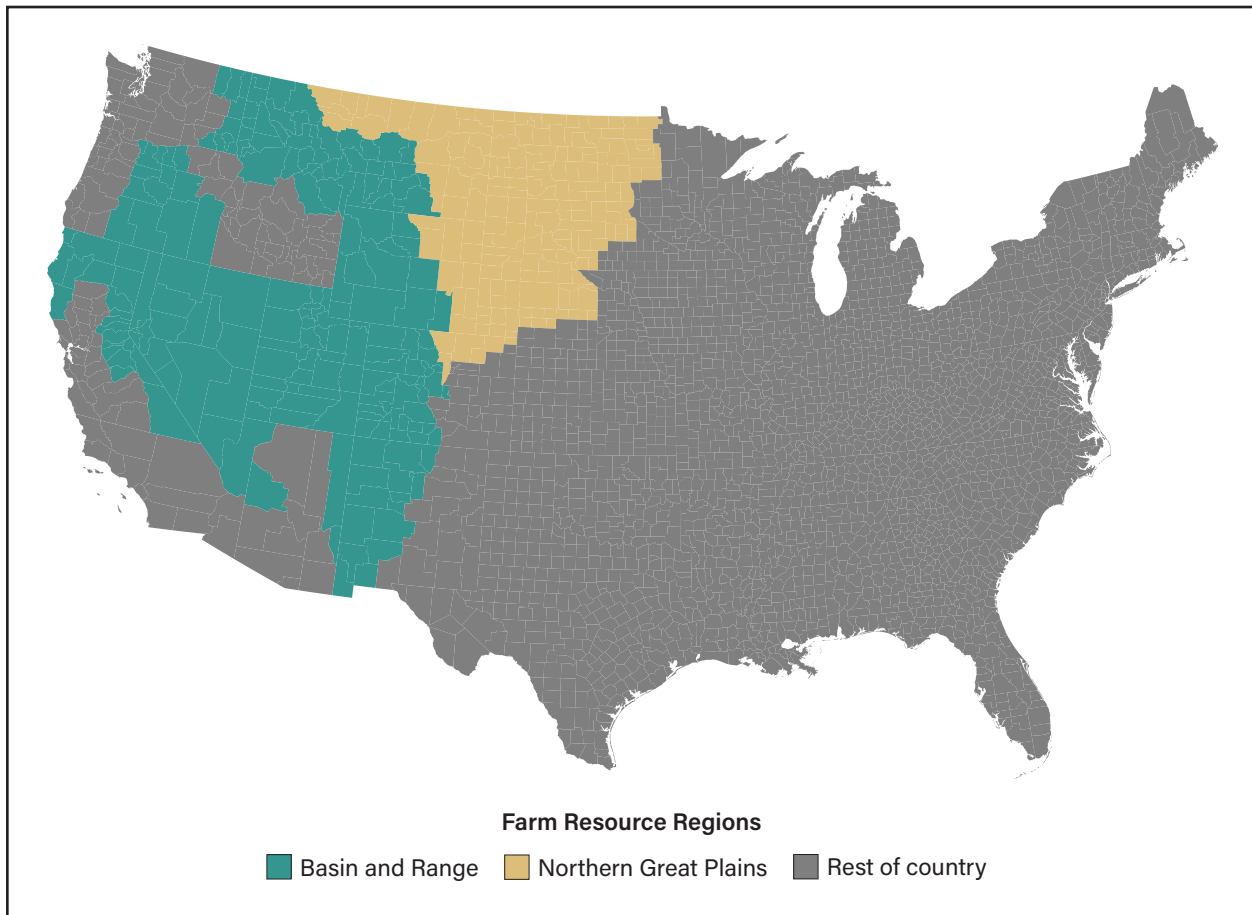 Farm Resource Regions
Basin and Range Northern Great Plains Rest of country